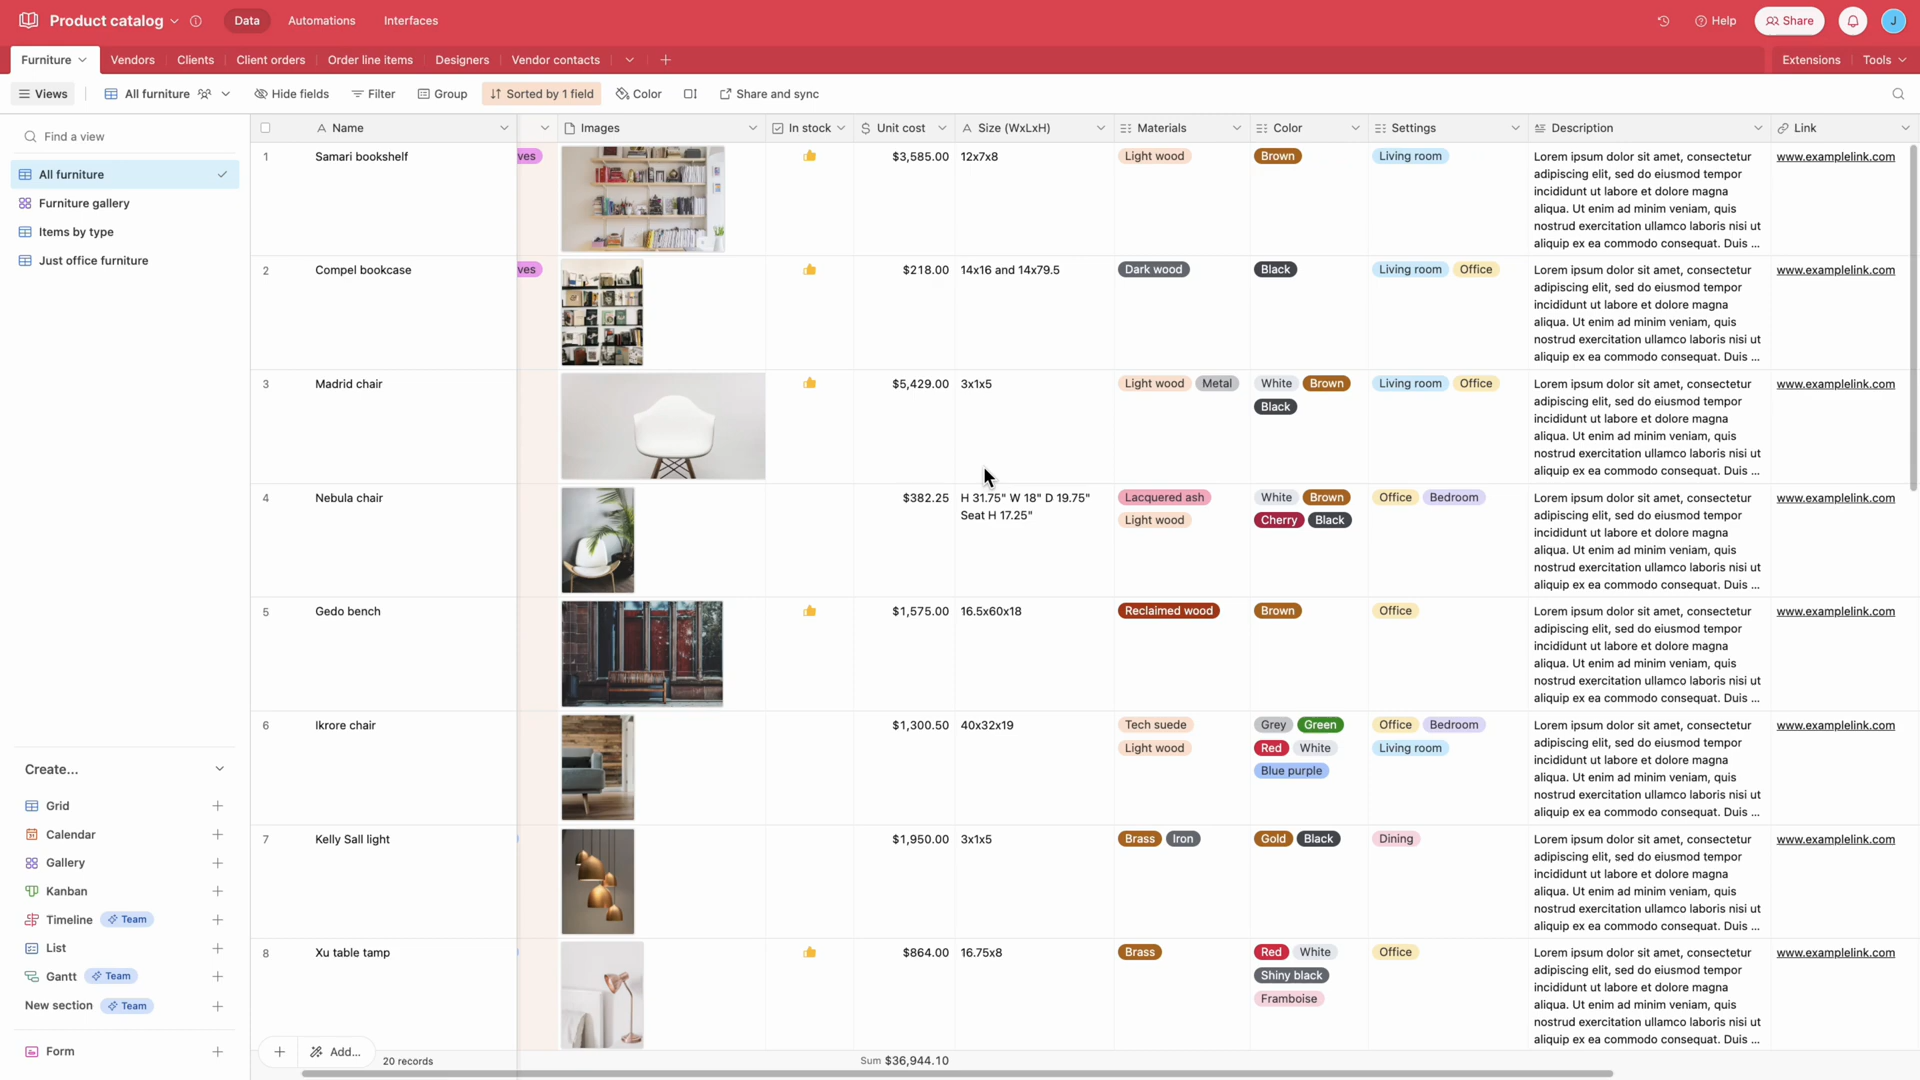 Product catalog
Data
Automations
Interfaces
Help
Share
J
Furniture
Vendors
Clients
Client orders
Order line items
Designers
Vendor contacts
Extensions
Tools
Views
All furniture
Hide fields
Filter
Group
Sorted by 1 field
Color
Share and sync
Find a view
All furniture
Furniture gallery
Items by type
Just office furniture
Create...
Grid
Calendar
Gallery
Kanban
Timeline Team
List
Gantt Team
New section Team
Form
Name Images In stock Unit cost Size (WxLxH) Materials Color Settings Description Link
1 Samari bookshelf ves $3,585.00 12x7x8 Light wood Brown Living room
Lorem ipsum dolor sit amet, consectetur
adipiscing elit, sed do eiusmod tempor
incididunt ut labore et dolore magna
aliqua. Ut enim ad minim veniam, quis
nostrud exercitation ullamco laboris nisi ut
aliquip ex ea commodo consequat. Duis ...
www.examplelink.com
2 Compel bookcase ves $218.00 14x16 and 14x79.5 Dark wood Black Living room Office
Lorem ipsum dolor sit amet, consectetur
adipiscing elit, sed do eiusmod tempor
incididunt ut labore et dolore magna
aliqua. Ut enim ad minim veniam, quis
nostrud exercitation ullamco laboris nisi ut
aliquip ex ea commodo consequat. Duis ...
www.examplelink.com
3 Madrid chair $5,429.00 3x1x5 Light wood Metal White Brown Living room Office
Black
Lorem ipsum dolor sit amet, consectetur
adipiscing elit, sed do eiusmod tempor
incididunt ut labore et dolore magna
aliqua. Ut enim ad minim veniam, quis
nostrud exercitation ullamco laboris nisi ut
aliquip ex ea commodo consequat. Duis ...
www.examplelink.com
4 Nebula chair $382.25 H 31.75" W 18" D 19.75" Lacquered ash White Brown Office Bedroom
Seat H 17.25" Light wood Cherry Black
Lorem ipsum dolor sit amet, consectetur
adipiscing elit, sed do eiusmod tempor
incididunt ut labore et dolore magna
aliqua. Ut enim ad minim veniam, quis
nostrud exercitation ullamco laboris nisi ut
aliquip ex ea commodo consequat. Duis ...
www.examplelink.com
5 Gedo bench $1,575.00 16.5x60x18 Reclaimed wood Brown Office
Lorem ipsum dolor sit amet, consectetur
adipiscing elit, sed do eiusmod tempor
incididunt ut labore et dolore magna
aliqua. Ut enim ad minim veniam, quis
nostrud exercitation ullamco laboris nisi ut
aliquip ex ea commodo consequat. Duis ...
www.examplelink.com
6 Ikrore chair $1,300.50 40x32x19 Tech suede Grey Green Office Bedroom
Light wood Red White Living room
Blue purple
Lorem ipsum dolor sit amet, consectetur
adipiscing elit, sed do eiusmod tempor
incididunt ut labore et dolore magna
aliqua. Ut enim ad minim veniam, quis
nostrud exercitation ullamco laboris nisi ut
aliquip ex ea commodo consequat. Duis ...
www.examplelink.com
7 Kelly Sall light $1,950.00 3x1x5 Brass Iron Gold Black Dining
Lorem ipsum dolor sit amet, consectetur
adipiscing elit, sed do eiusmod tempor
incididunt ut labore et dolore magna
aliqua. Ut enim ad minim veniam, quis
nostrud exercitation ullamco laboris nisi ut
aliquip ex ea commodo consequat. Duis ...
www.examplelink.com
8 Xu table tamp $864.00 16.75x8 Brass Red White Office
Shiny black
Framboise
Lorem ipsum dolor sit amet, consectetur
adipiscing elit, sed do eiusmod tempor
incididunt ut labore et dolore magna
aliqua. Ut enim ad minim veniam, quis
nostrud exercitation ullamco laboris nisi ut
aliquip ex ea commodo consequat. Duis ...
www.examplelink.com
Add...
20 records
Sum $36,944.10